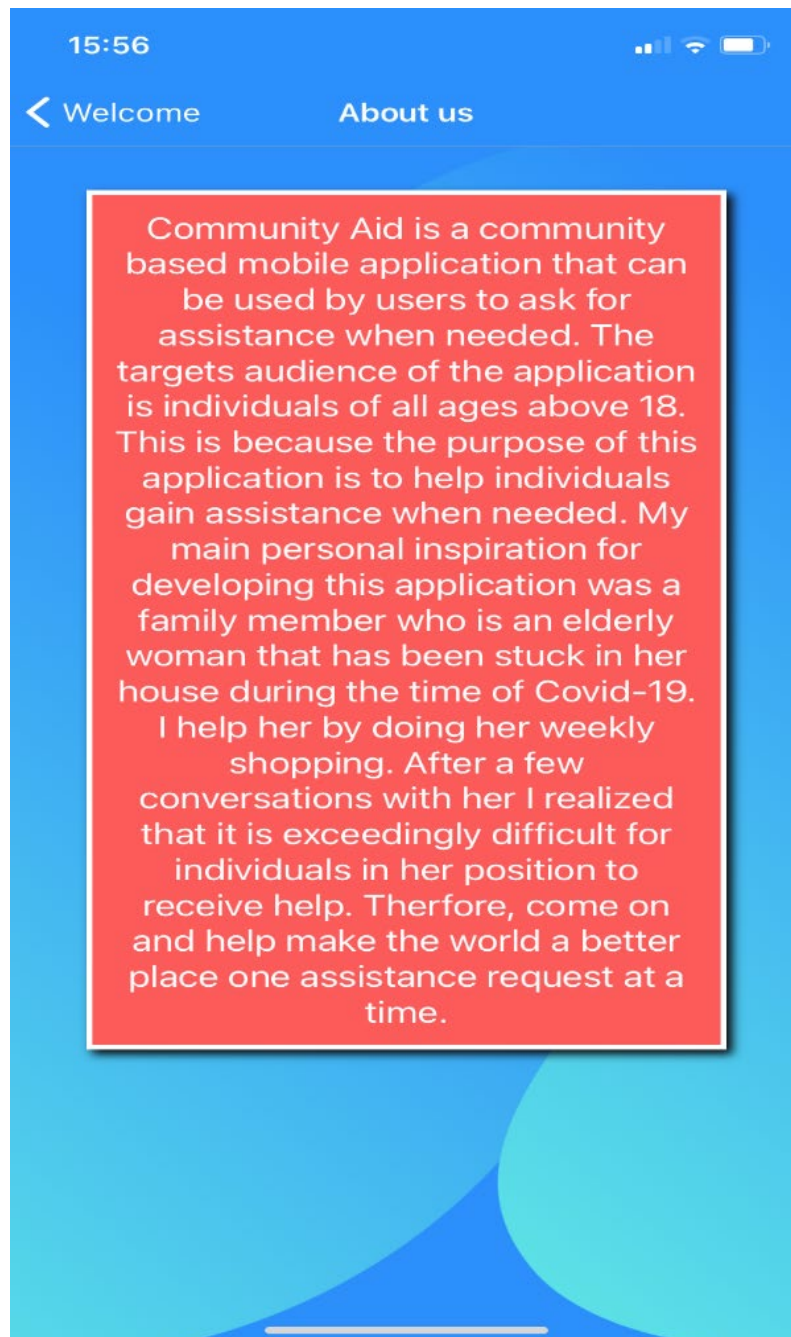 15:56
Welcome
About us
Community Aid is a community
based mobile application that can
be used by users to ask for
assistance when needed. The
targets audience of the application
is individuals of all ages above 18.
This is because the purpose of this
application is to help individuals
gain assistance when needed. My
main personal inspiration for
developing this application was a
family member who is an elderly
woman that has been stuck in her
house during the time of Covid-19.
I help her by doing her weekly
shopping. After a few
conversations with her I realized
that it is exceedingly difficult for
individuals in her position to
receive help. Therfore, come on
and help make the world a better
place one assistance request at a
time.